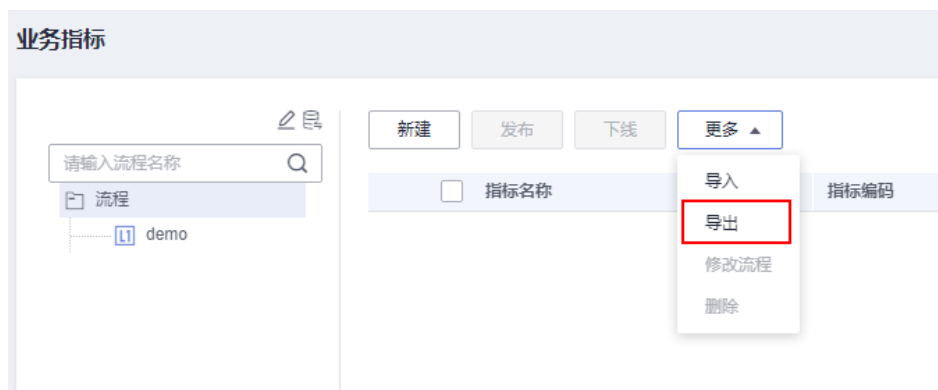 业务指标
新建 发布 下线 更多
请输入流程名称
流程
L1 demo
指标名称 指标编码
导入
导出
修改流程
删除